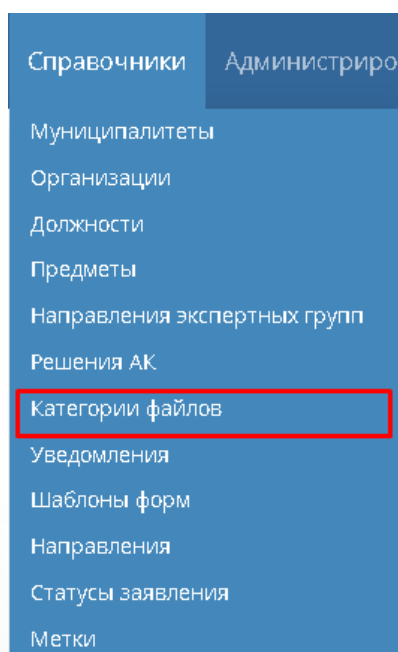 Справочники Администриро
Муниципалитеты
Организации
Должности
Предметы
Направления экспертных групп
Решения АК
Категории файлов
Уведомления
Шаблоны форм
Направления
Статусы заявления
Метки